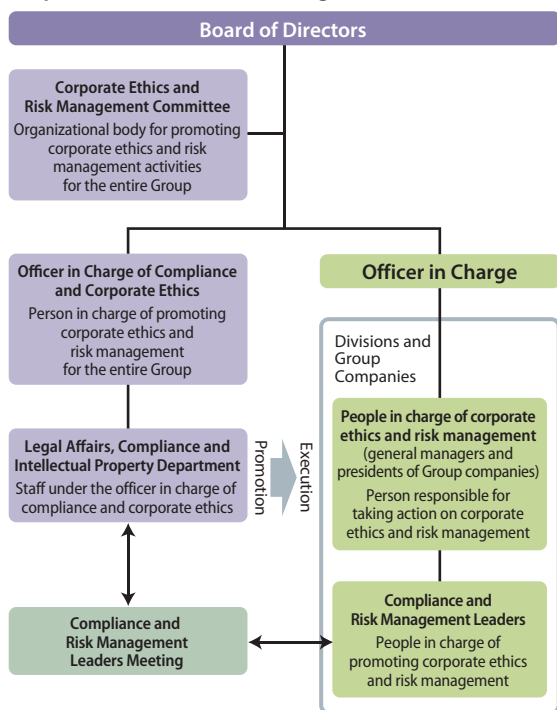 Board of Directors
Corporate Ethics and
Risk Management Committee
Organizational body for promoting
corporate ethics and risk
management activities
for the entire Group
Officer in Charge of Compliance
and Corporate Ethics
Person in charge of promoting
corporate ethics and
risk management
for the entire Group
Officer in Charge
Divisions and
Group
Companies
Legal Affairs, Compliance and
Intellectual Property Department
Staff under the officer in charge of
compliance and corporate ethics
Promotion
Execution
People in charge of corporate
ethics and risk management
(general managers and
presidents of Group companies)
Person responsible for
taking action on corporate
ethics and risk management
Compliance and
Risk Management
Leaders Meeting
Compliance and
Risk Management Leaders
People in charge of
promoting corporate ethics
and risk management